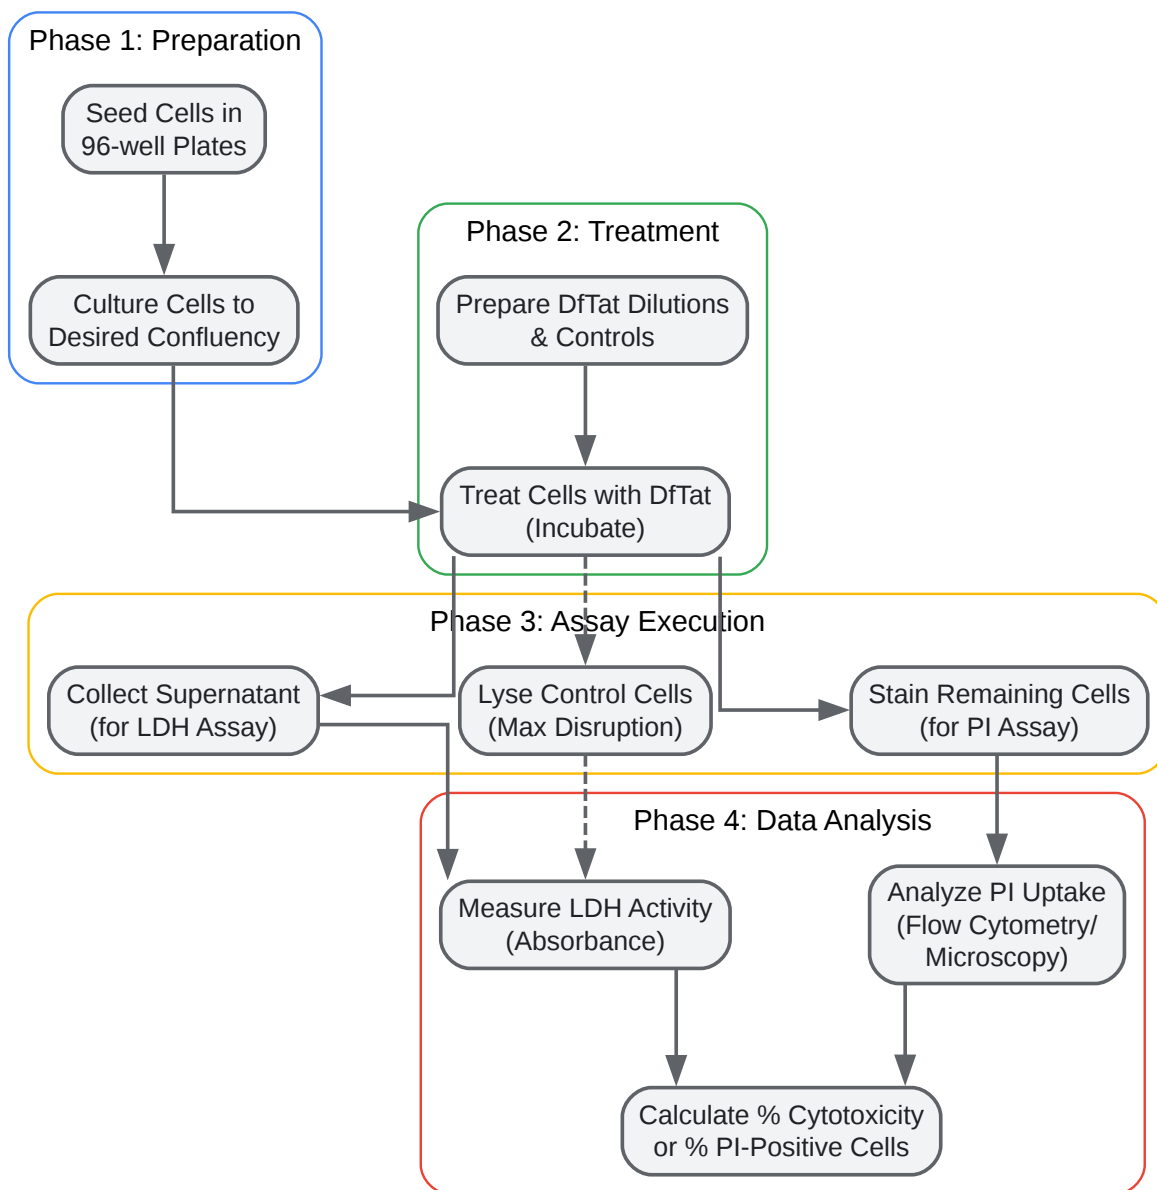 Phase 1: Preparation
Seed Cells in
96-well Plates
Culture Cells to
Desired Confluency
Phase 2: Treatment
Prepare DfTat Dilutions
& Controls
Treat Cells with DfTat
(Incubate)
Phase 3: Assay Execution
Collect Supernatant
(for LDH Assay)
Lyse Control Cells
(Max Disruption)
Stain Remaining Cells
(for PI Assay)
Phase 4: Data Analysis
Measure LDH Activity
(Absorbance)
Analyze PI Uptake
(Flow Cytometry/
Microscopy)
Calculate % Cytotoxicity
or % PI-Positive Cells